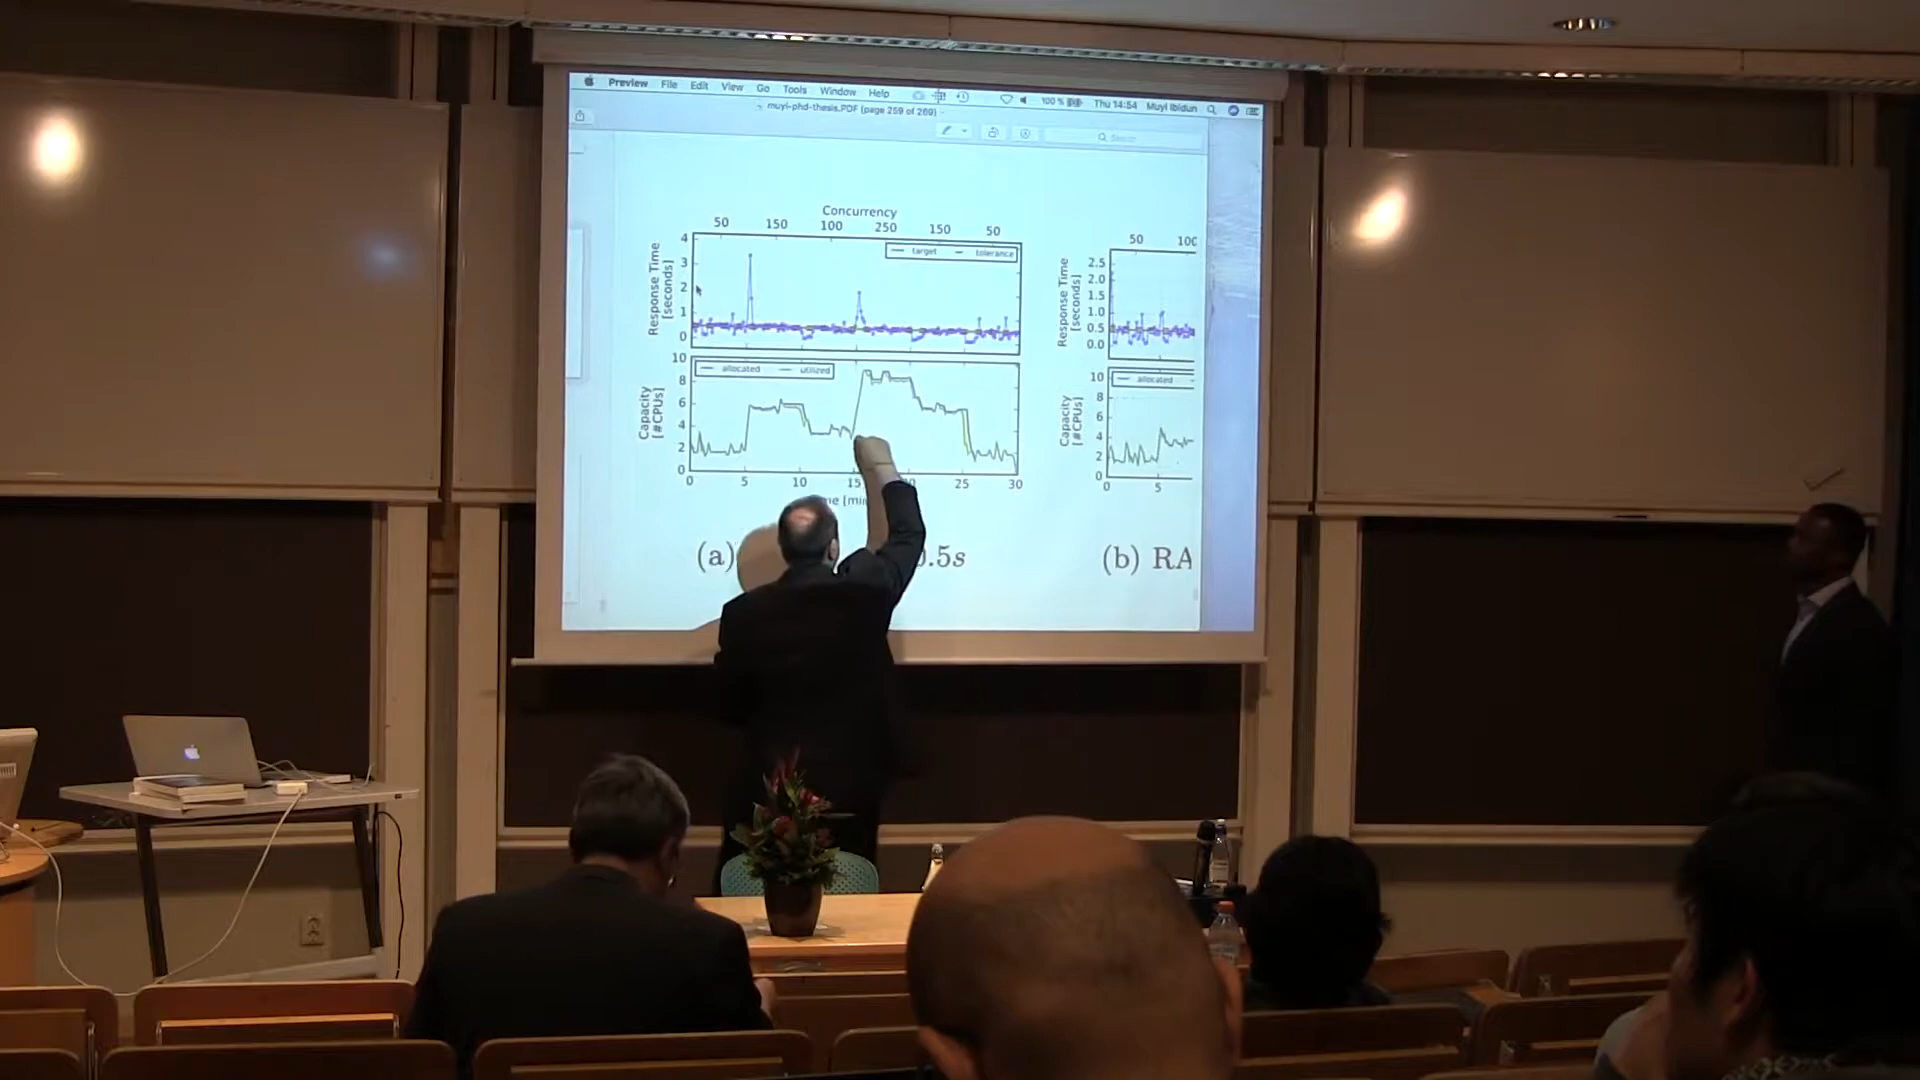 Preview File Edit View Go Tools Window Help 100 % Thu 14:54 Muyi Ibidun
muyi-phd-thesis.PDF (page 259 of 269)
Search
Concurrency
50 150 100 250 150 50
4
3
2
1
0
Response Time
[seconds]
target tolerance
10
8
6
4
2
0
Capacity
[#CPUs]
allocated utilized
0 5 10 15 25 30
(a) 0.5s
50 100
2.5
2.0
1.5
1.0
0.5
0.0
Response Time
[seconds]
10
8
6
4
2
0
Capacity
[#CPUs]
allocated
0 5
(b) RA